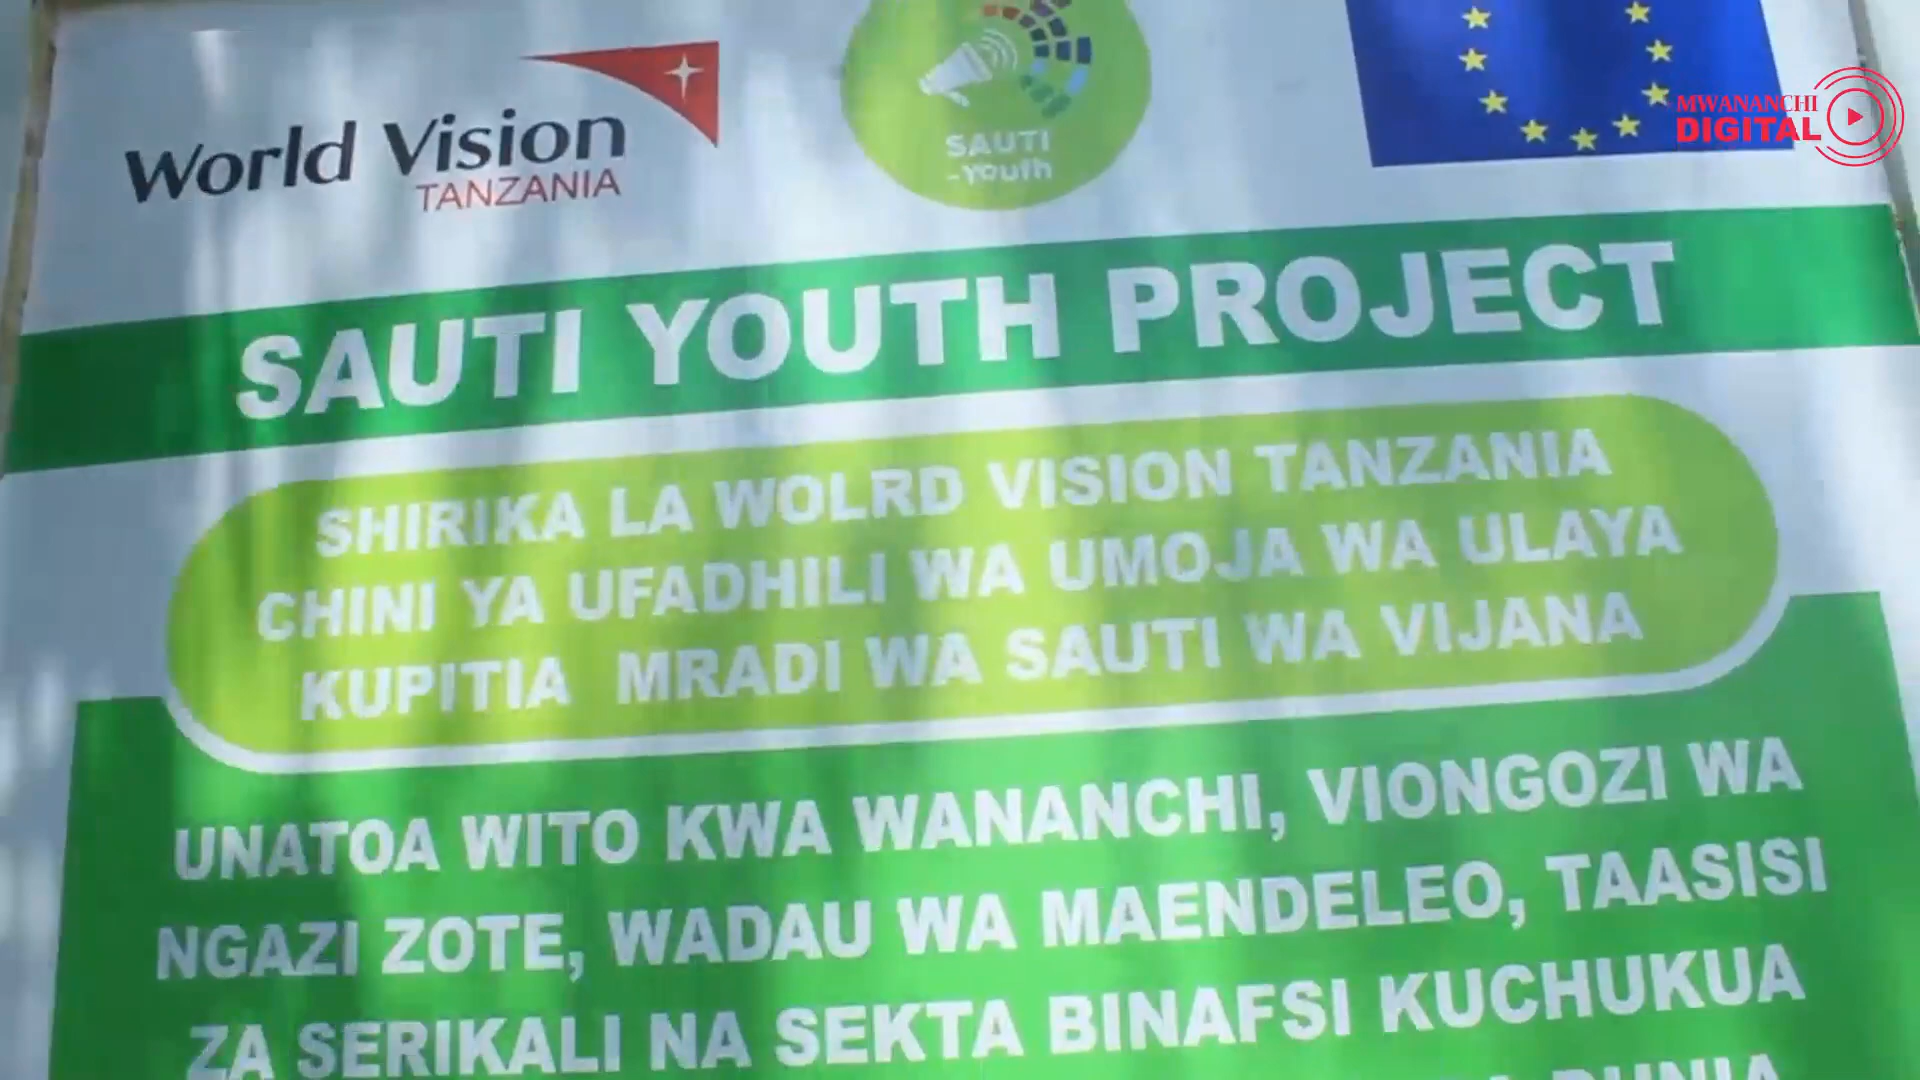 World Vision
TANZANIA
SAUTI
-Youth
MWANANCHI
DIGITAL
SAUTI YOUTH PROJECT
SHIRIKA LA WOLRD VISION TANZANIA
CHINI YA UFADHILI WA UMOJA WA ULAYA
KUPITIA MRADI WA SAUTI WA VIJANA
UNATOA WITO KWA WANANCHI, VIONGOZI WA
NGAZI ZOTE, WADAU WA MAENDELEO, TAASISI
ZA SERIKALI NA SEKTA BINAFSI KUCHUKUA